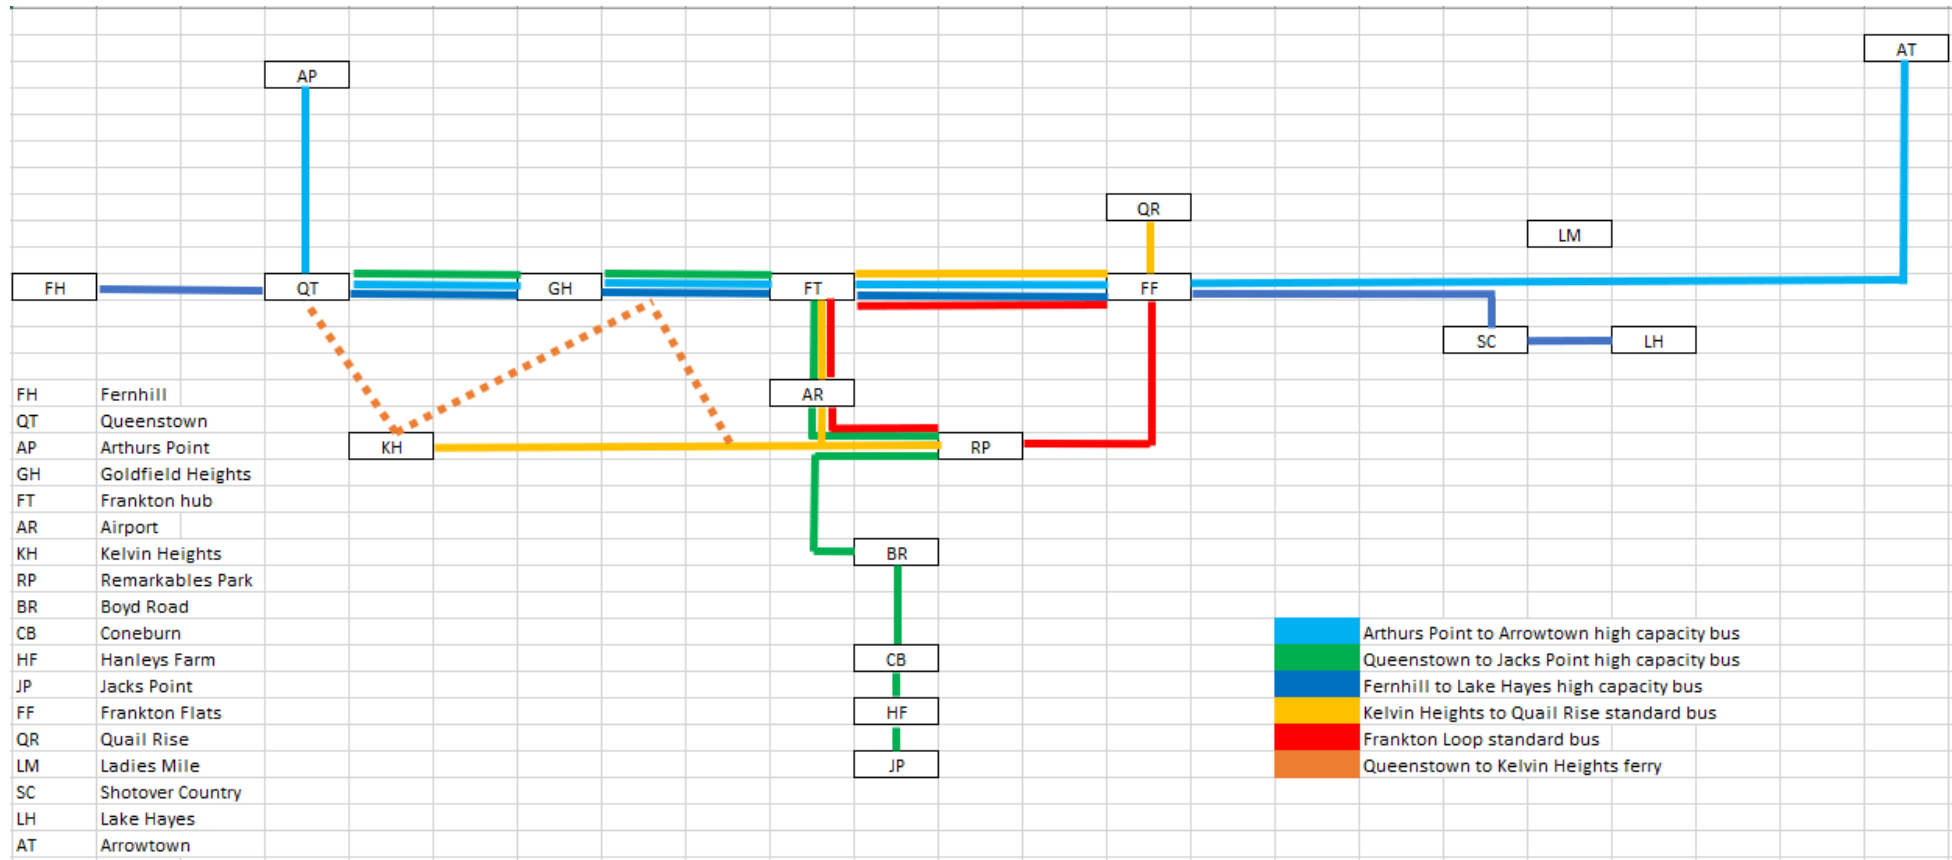 AT
AP
QR
LM
FH QT GH FT FF
SC LH
AR
KH RP
BR
CB
HF
JP
FH Fernhill
QT Queenstown
AP Arthurs Point
GH Goldfield Heights
FT Frankton hub
AR Airport
KH Kelvin Heights
RP Remarkables Park
BR Boyd Road
CB Coneburn
HF Hanleys Farm
JP Jacks Point
FF Frankton Flats
QR Quail Rise
LM Ladies Mile
SC Shotover Country
LH Lake Hayes
AT Arrowtown
Arthurs Point to Arrowtown high capacity bus
Queenstown to Jacks Point high capacity bus
Fernhill to Lake Hayes high capacity bus
Kelvin Heights to Quail Rise standard bus
Frankton Loop standard bus
Queenstown to Kelvin Heights ferry